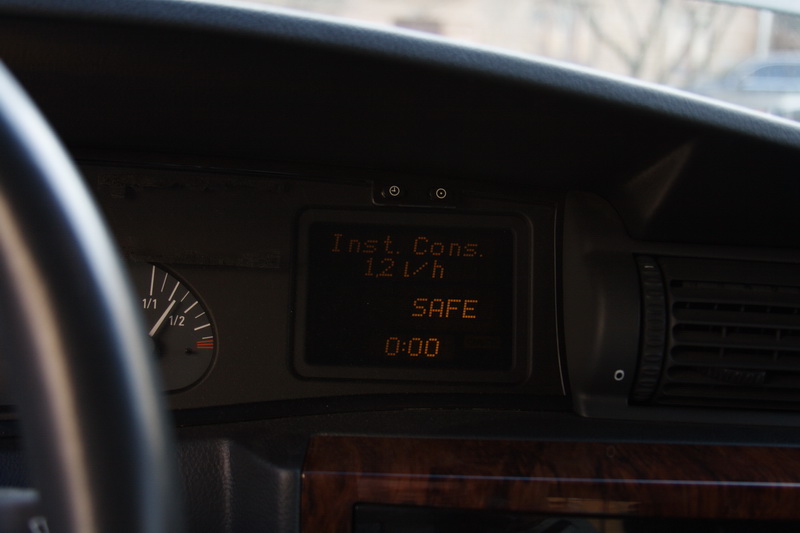 Inst. Cons.
1.2 l/h
SAFE
0:00
1/1
1/2